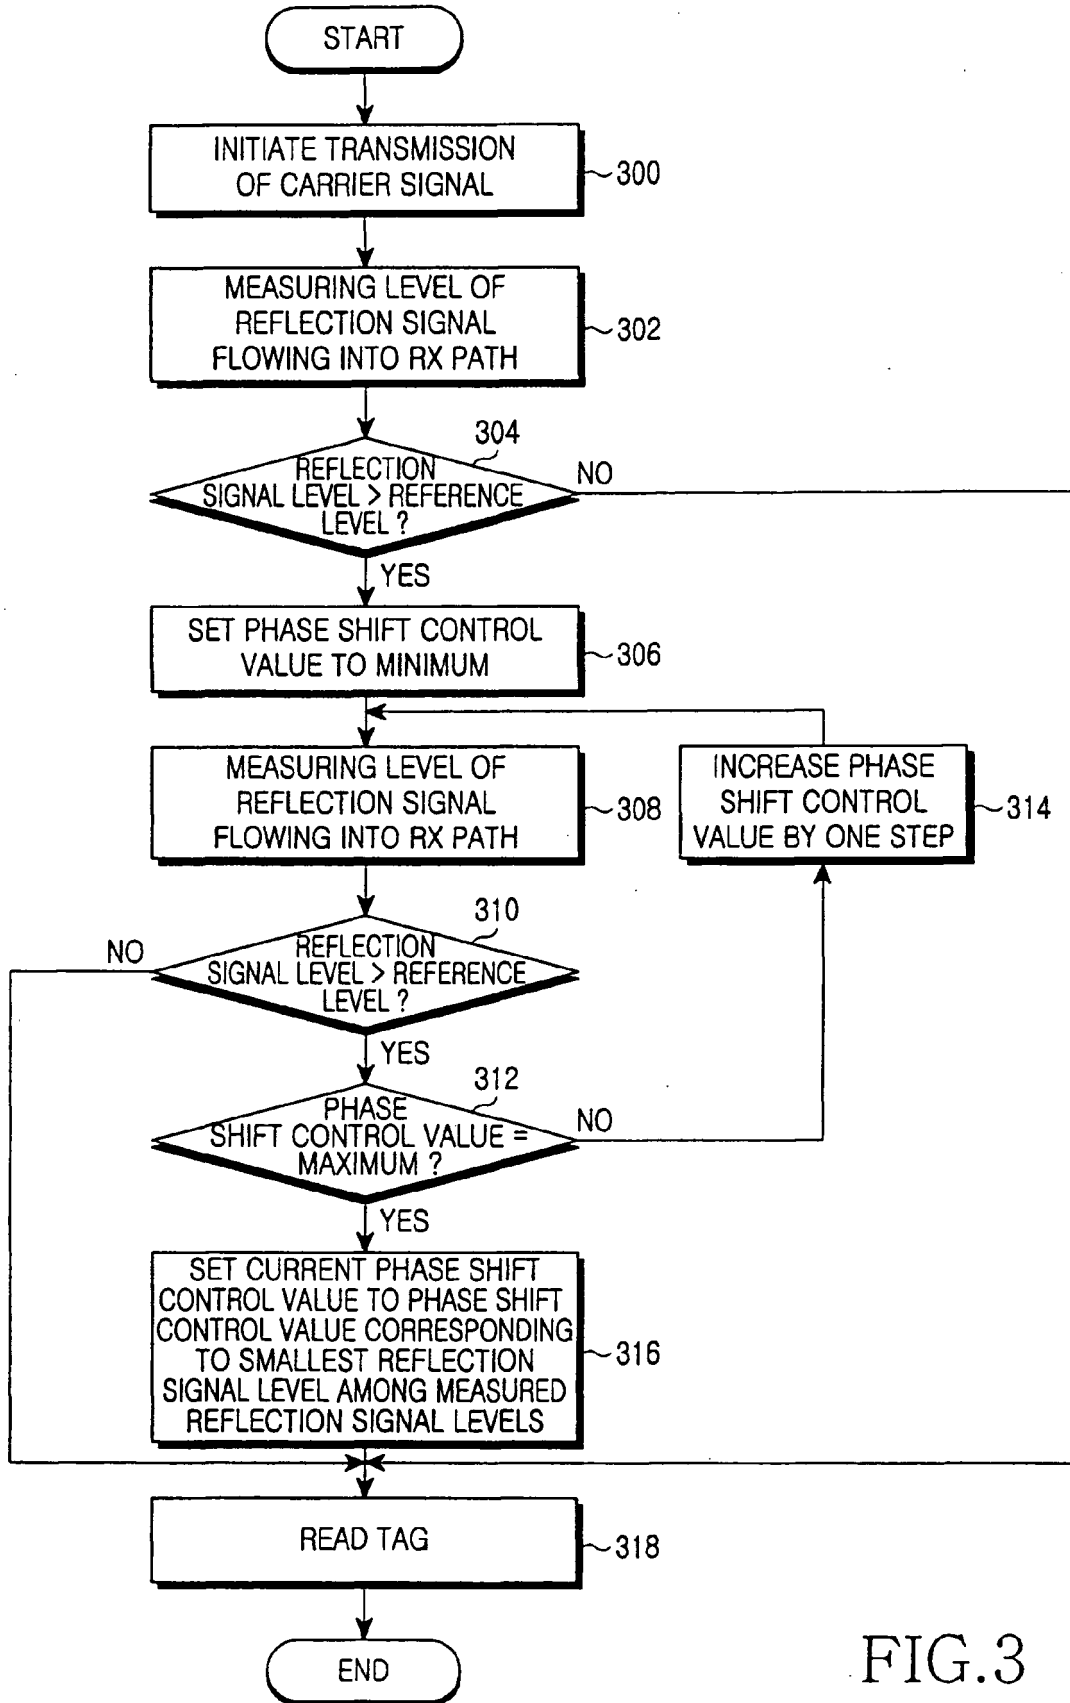 START
INITIATE TRANSMISSION
OF CARRIER SIGNAL
300
MEASURING LEVEL OF
REFLECTION SIGNAL
FLOWING INTO RX PATH
302
304
REFLECTION
SIGNAL LEVEL > REFERENCE
LEVEL ?
NO
YES
SET PHASE SHIFT CONTROL
VALUE TO MINIMUM
306
MEASURING LEVEL OF
REFLECTION SIGNAL
FLOWING INTO RX PATH
308
INCREASE PHASE
SHIFT CONTROL
VALUE BY ONE STEP
314
310
REFLECTION
SIGNAL LEVEL > REFERENCE
LEVEL ?
NO
YES
312
PHASE
SHIFT CONTROL VALUE =
MAXIMUM ?
NO
YES
SET CURRENT PHASE SHIFT
CONTROL VALUE TO PHASE SHIFT
CONTROL VALUE CORRESPONDING
TO SMALLEST REFLECTION
SIGNAL LEVEL AMONG MEASURED
REFLECTION SIGNAL LEVELS
316
READ TAG
318
END
FIG.3